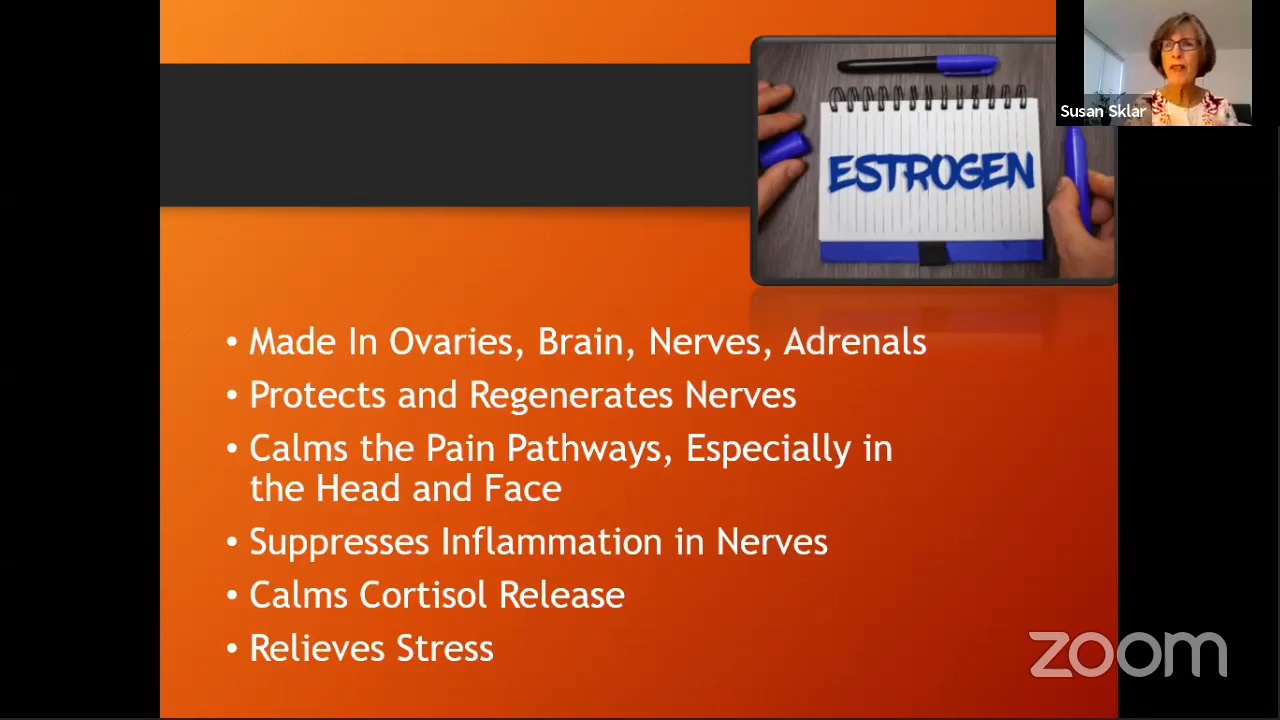 Susan Sklar
ESTROGEN
• Made In Ovaries, Brain, Nerves, Adrenals
• Protects and Regenerates Nerves
• Calms the Pain Pathways, Especially in
the Head and Face
• Suppresses Inflammation in Nerves
• Calms Cortisol Release
• Relieves Stress
zoom